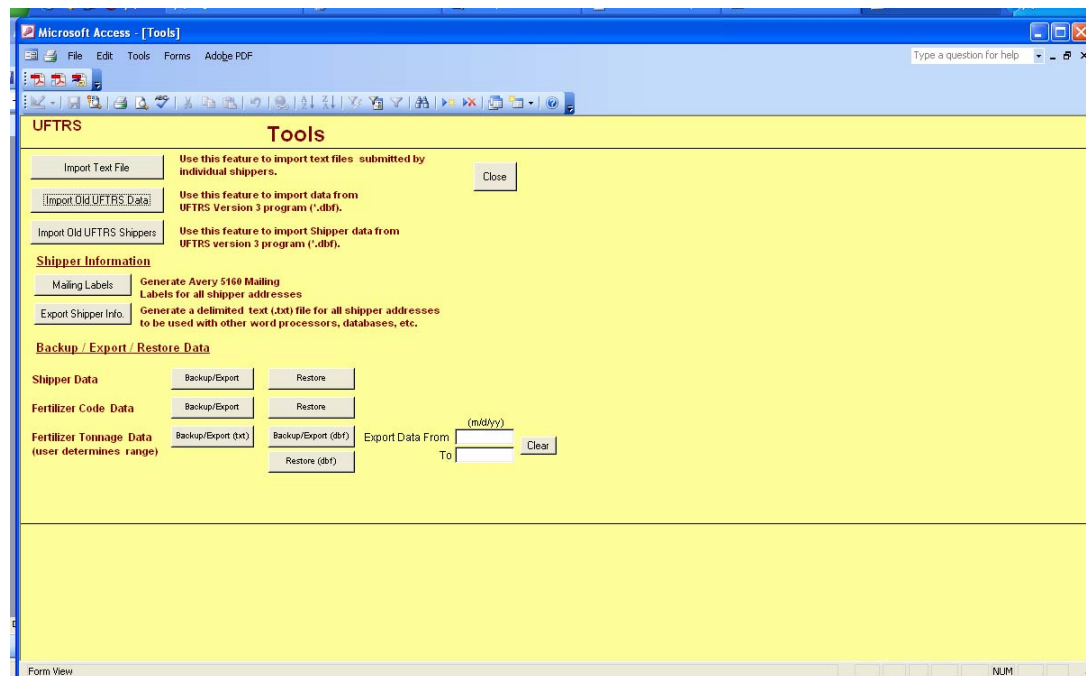 Microsoft Access - [Tools]
File Edit Tools Forms Adobe PDF
Type a question for help
UFTRS
Tools
Import Text File
Use this feature to import text files submitted by
individual shippers.
Close
Import Old UFTRS Data
Use this feature to import data from
UFTRS Version 3 program (*.dbf).
Import Old UFTRS Shippers
Use this feature to import Shipper data from
UFTRS version 3 program (*.dbf).
Shipper Information
Mailing Labels
Generate Avery 5160 Mailing
Labels for all shipper addresses
Export Shipper Info.
Generate a delimited text (.txt) file for all shipper addresses
to be used with other word processors, databases, etc.
Backup / Export / Restore Data
Shipper Data Backup/Export Restore
Fertilizer Code Data Backup/Export Restore
(m/d/yy)
Fertilizer Tonnage Data Backup/Export (txt) Backup/Export (dbf) Export Data From
Clear
(user determines range) To
Restore (dbf)
Form View NUM